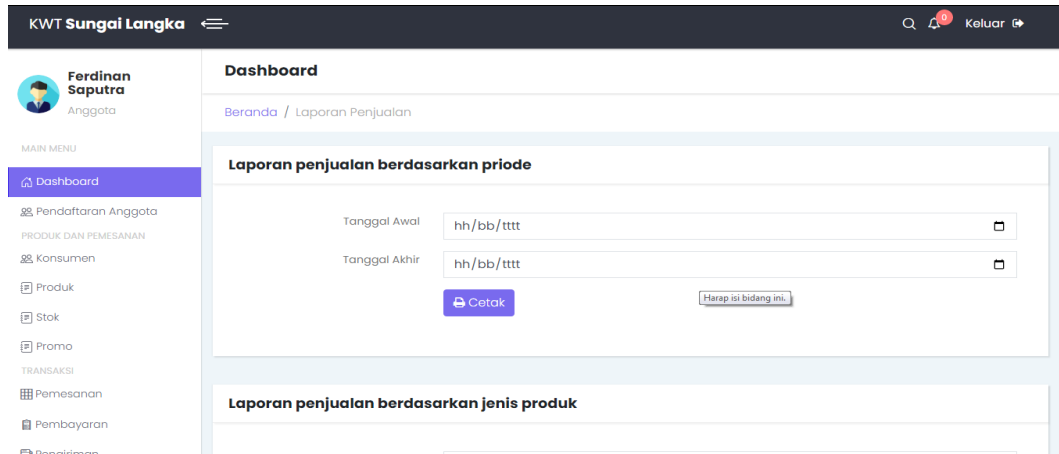 KWT Sungai Langka
0
Keluar
Ferdinan
Saputra
Anggota
MAIN MENU
Dashboard
Pendaftaran Anggota
PRODUK DAN PEMESANAN
Konsumen
Produk
Stok
Promo
TRANSAKSI
Pemesanan
Pembayaran
Pengiriman
Dashboard
Beranda / Laporan Penjualan
Laporan penjualan berdasarkan priode
Tanggal Awal
hh/bb/tttt
Tanggal Akhir
hh/bb/tttt
Cetak
Harap isi bidang ini.
Laporan penjualan berdasarkan jenis produk